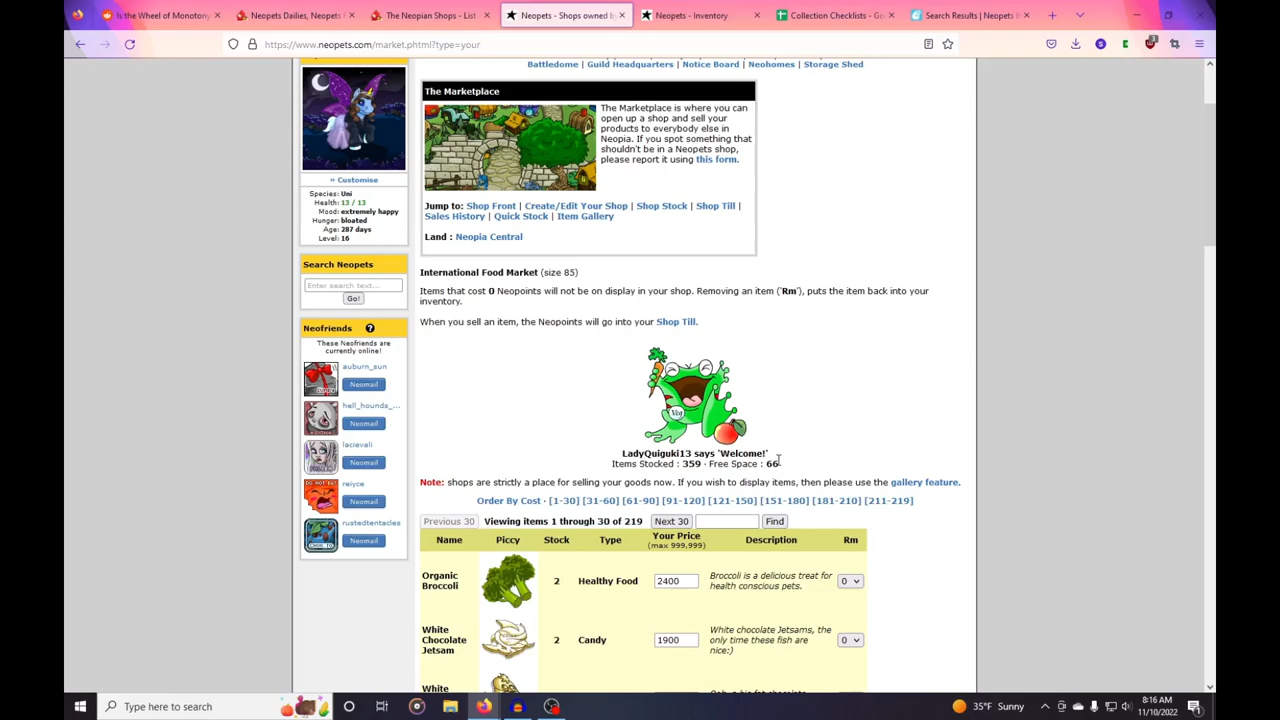 Is the Wheel of Monotony
Neopets Dailies, Neopets
The Neopian Shops - List
Neopets - Shops owned by
Neopets - Inventory
Collection Checklists - Go
Search Results | Neopets It
https://www.neopets.com/market.phtml?type=your
Battledome | Guild Headquarters | Notice Board | Neohomes | Storage Shed
The Marketplace
The Marketplace is where you can
open up a shop and sell your
products to everybody else in
Neopia. If you spot something that
shouldn't be in a Neopets shop,
please report it using this form.
Jump to: Shop Front | Create/Edit Your Shop | Shop Stock | Shop Till |
Sales History | Quick Stock | Item Gallery
Land : Neopia Central
» Customise
Species: Uni
Health: 13 / 13
Mood: extremely happy
Hunger: bloated
Age: 287 days
Level: 16
Search Neopets
Enter search text...
Go!
Neofriends ?
These Neofriends are
currently online!
auburn_sun
Neomail
hell_hounds_...
Neomail
lacievali
Neomail
reiyce
Neomail
rustedtentacles
Neomail
International Food Market (size 85)
Items that cost 0 Neopoints will not be on display in your shop. Removing an item ('Rm'), puts the item back into your
inventory.
When you sell an item, the Neopoints will go into your Shop Till.
Veg
LadyQuiguki13 says 'Welcome!'
Items Stocked : 359 · Free Space : 66
Note: shops are strictly a place for selling your goods now. If you wish to display items, then please use the gallery feature.
Order By Cost · [1-30] [31-60] [61-90] [91-120] [121-150] [151-180] [181-210] [211-219]
Previous 30 Viewing items 1 through 30 of 219 Next 30 Find
Name Piccy Stock Type Your Price (max 999,999) Description Rm
Organic Broccoli 2 Healthy Food 2400 Broccoli is a delicious treat for health conscious pets. 0
White Chocolate Jetsam 2 Candy 1900 White chocolate Jetsams, the only time these fish are nice:) 0
White
Type here to search
35°F Sunny
8:16 AM
11/10/2022